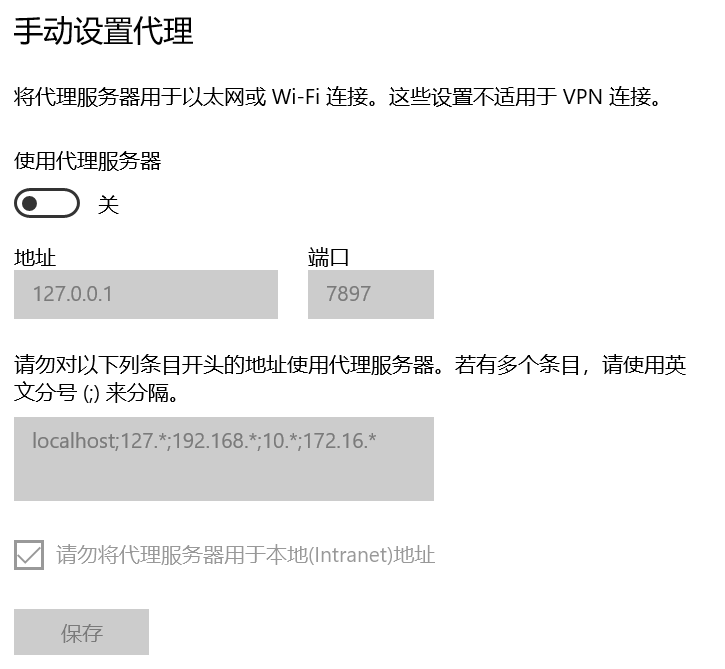 手动设置代理
将代理服务器用于以太网或 Wi-Fi 连接。这些设置不适用于 VPN 连接。
使用代理服务器
关
地址 端口
127.0.0.1 7897
请勿对以下列条目开头的地址使用代理服务器。若有多个条目，请使用英
文分号 (;) 来分隔。
localhost;127.*;192.168.*;10.*;172.16.*
请勿将代理服务器用于本地(Intranet)地址
保存